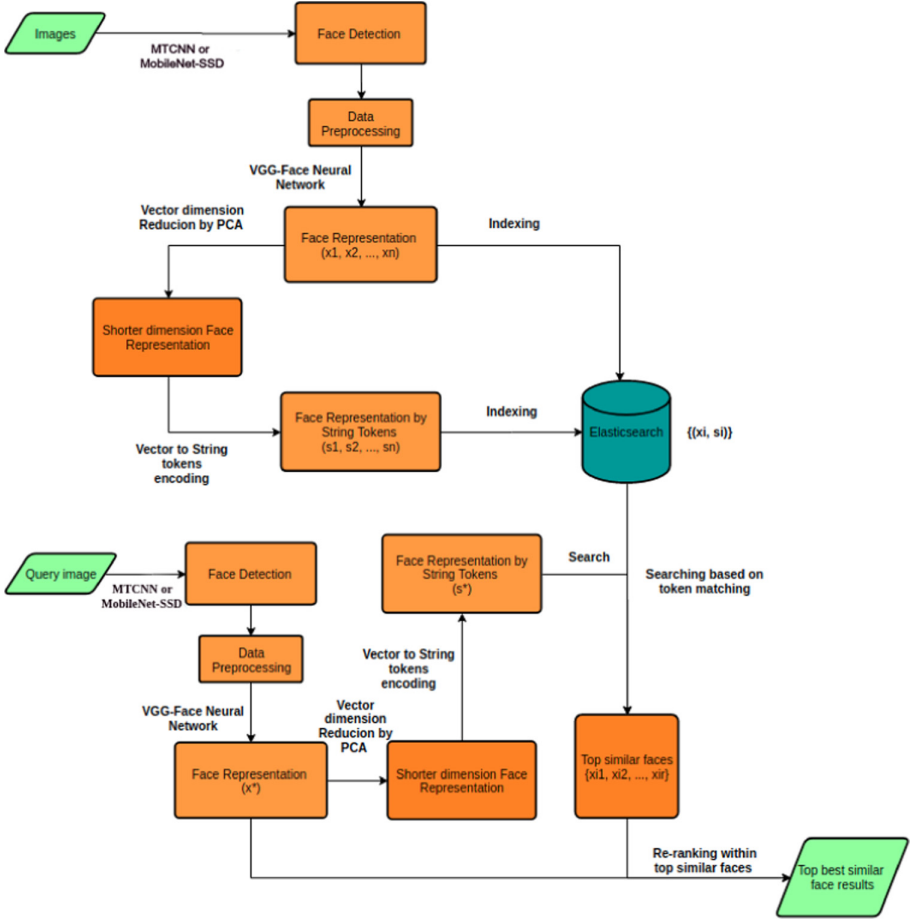 Images
MTCNN or
MobileNet-SSD
Face Detection
Data
Preprocessing
VGG-Face Neural
Network
Vector dimension
Reducion by PCA
Face Representation
(x1, x2, ..., xn)
Indexing
Shorter dimension Face
Representation
Face Representation by
String Tokens
(s1, s2, ..., sn)
Indexing
Elasticsearch
{(xi, si)}
Vector to String
tokens
encoding
Query image
MTCNN or
MobileNet-SSD
Face Detection
Face Representation by
String Tokens
(s*)
Search
Searching based on
token matching
Data
Preprocessing
Vector to String
tokens
encoding
VGG-Face Neural
Network
Vector
dimension
Reducion by
PCA
Face Representation
(x*)
Shorter dimension Face
Representation
Top similar faces
{xi1, xi2, ..., xir}
Re-ranking within
top similar faces
Top best similar
face results